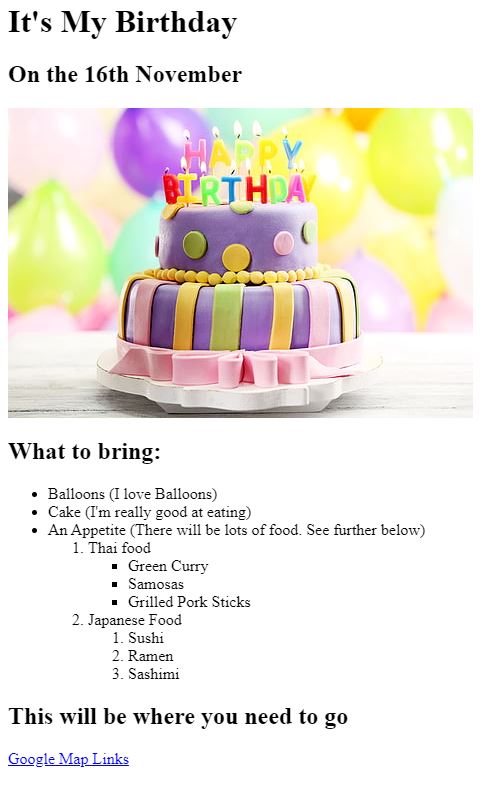 It's My Birthday
On the 16th November
HAPPY
BIRTHDAY
What to bring:
• Balloons (I love Balloons)
• Cake (I'm really good at eating)
• An Appetite (There will be lots of food. See further below)
1. Thai food
▪ Green Curry
▪ Samosas
▪ Grilled Pork Sticks
2. Japanese Food
1. Sushi
2. Ramen
3. Sashimi
This will be where you need to go
Google Map Links